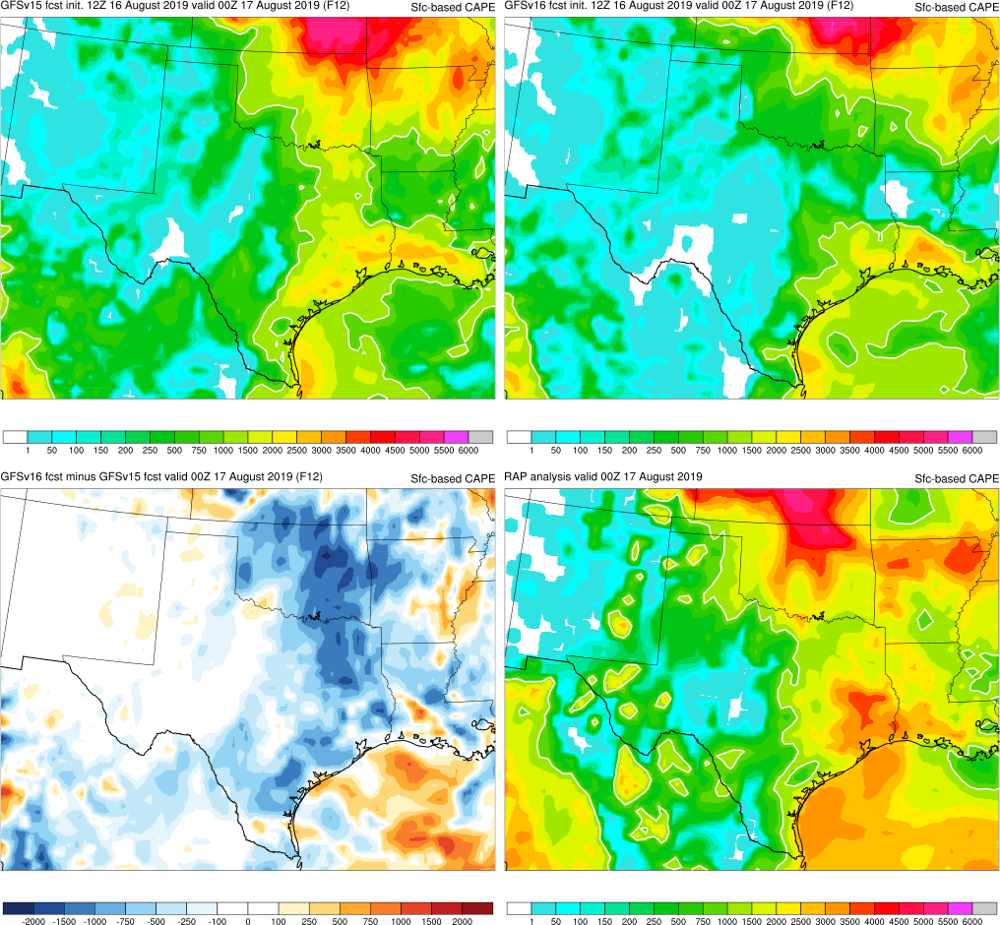 GFSv15 fcst init. 12Z 16 August 2019 valid 00Z 17 August 2019 (F12) Sfc-based CAPE
GFSv16 fcst init. 12Z 16 August 2019 valid 00Z 17 August 2019 (F12) Sfc-based CAPE
1 50 100 150 200 250 500 750 1000 1500 2000 2500 3000 3500 4000 4500 5000 5500 6000
1 50 100 150 200 250 500 750 1000 1500 2000 2500 3000 3500 4000 4500 5000 5500 6000
GFSv16 fcst minus GFSv15 fcst valid 00Z 17 August 2019 (F12) Sfc-based CAPE
RAP analysis valid 00Z 17 August 2019 Sfc-based CAPE
-2000 -1500 -1000 -750 -500 -250 -100 0 100 250 500 750 1000 1500 2000
1 50 100 150 200 250 500 750 1000 1500 2000 2500 3000 3500 4000 4500 5000 5500 6000